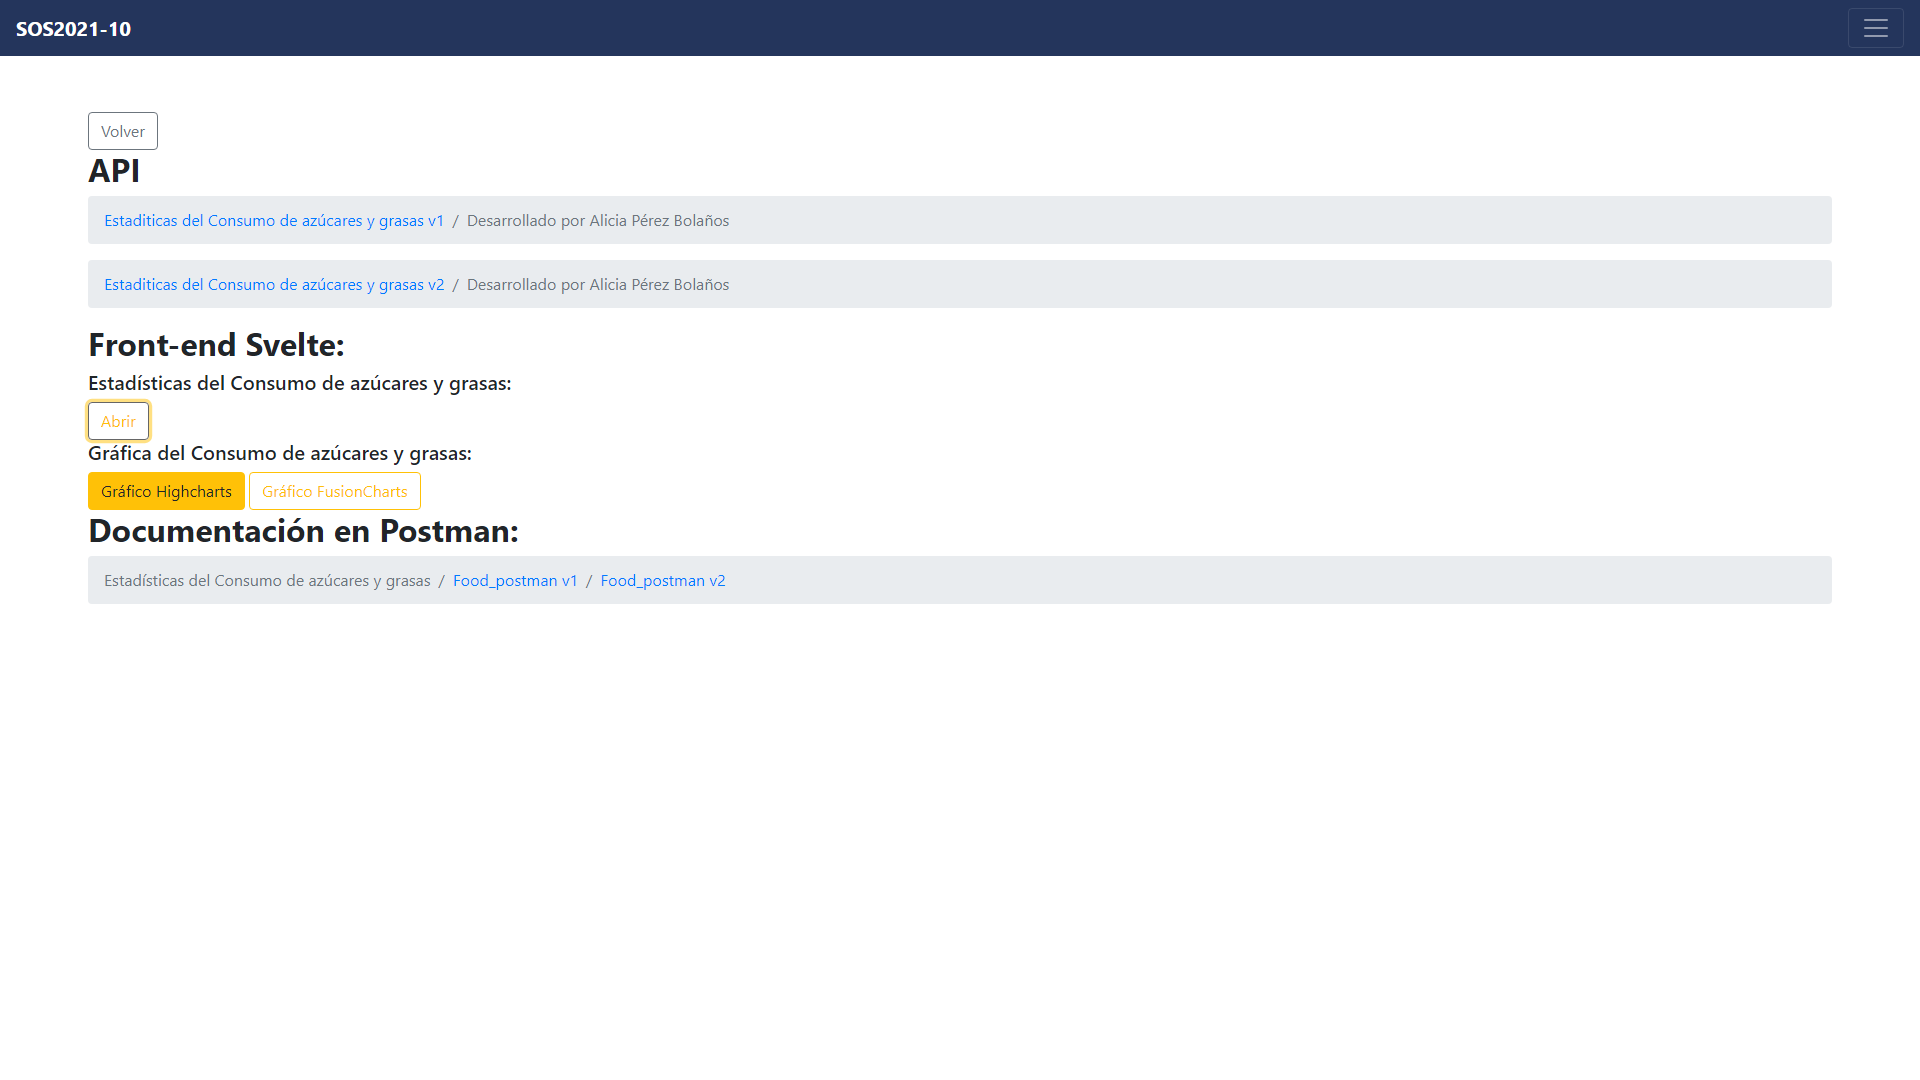 SOS2021-10
Volver
API
Estaditicas del Consumo de azúcares y grasas v1 / Desarrollado por Alicia Pérez Bolaños
Estaditicas del Consumo de azúcares y grasas v2 / Desarrollado por Alicia Pérez Bolaños
Front-end Svelte:
Estadísticas del Consumo de azúcares y grasas:
Abrir
Gráfica del Consumo de azúcares y grasas:
Gráfico Highcharts Gráfico FusionCharts
Documentación en Postman:
Estadísticas del Consumo de azúcares y grasas / Food_postman v1 / Food_postman v2